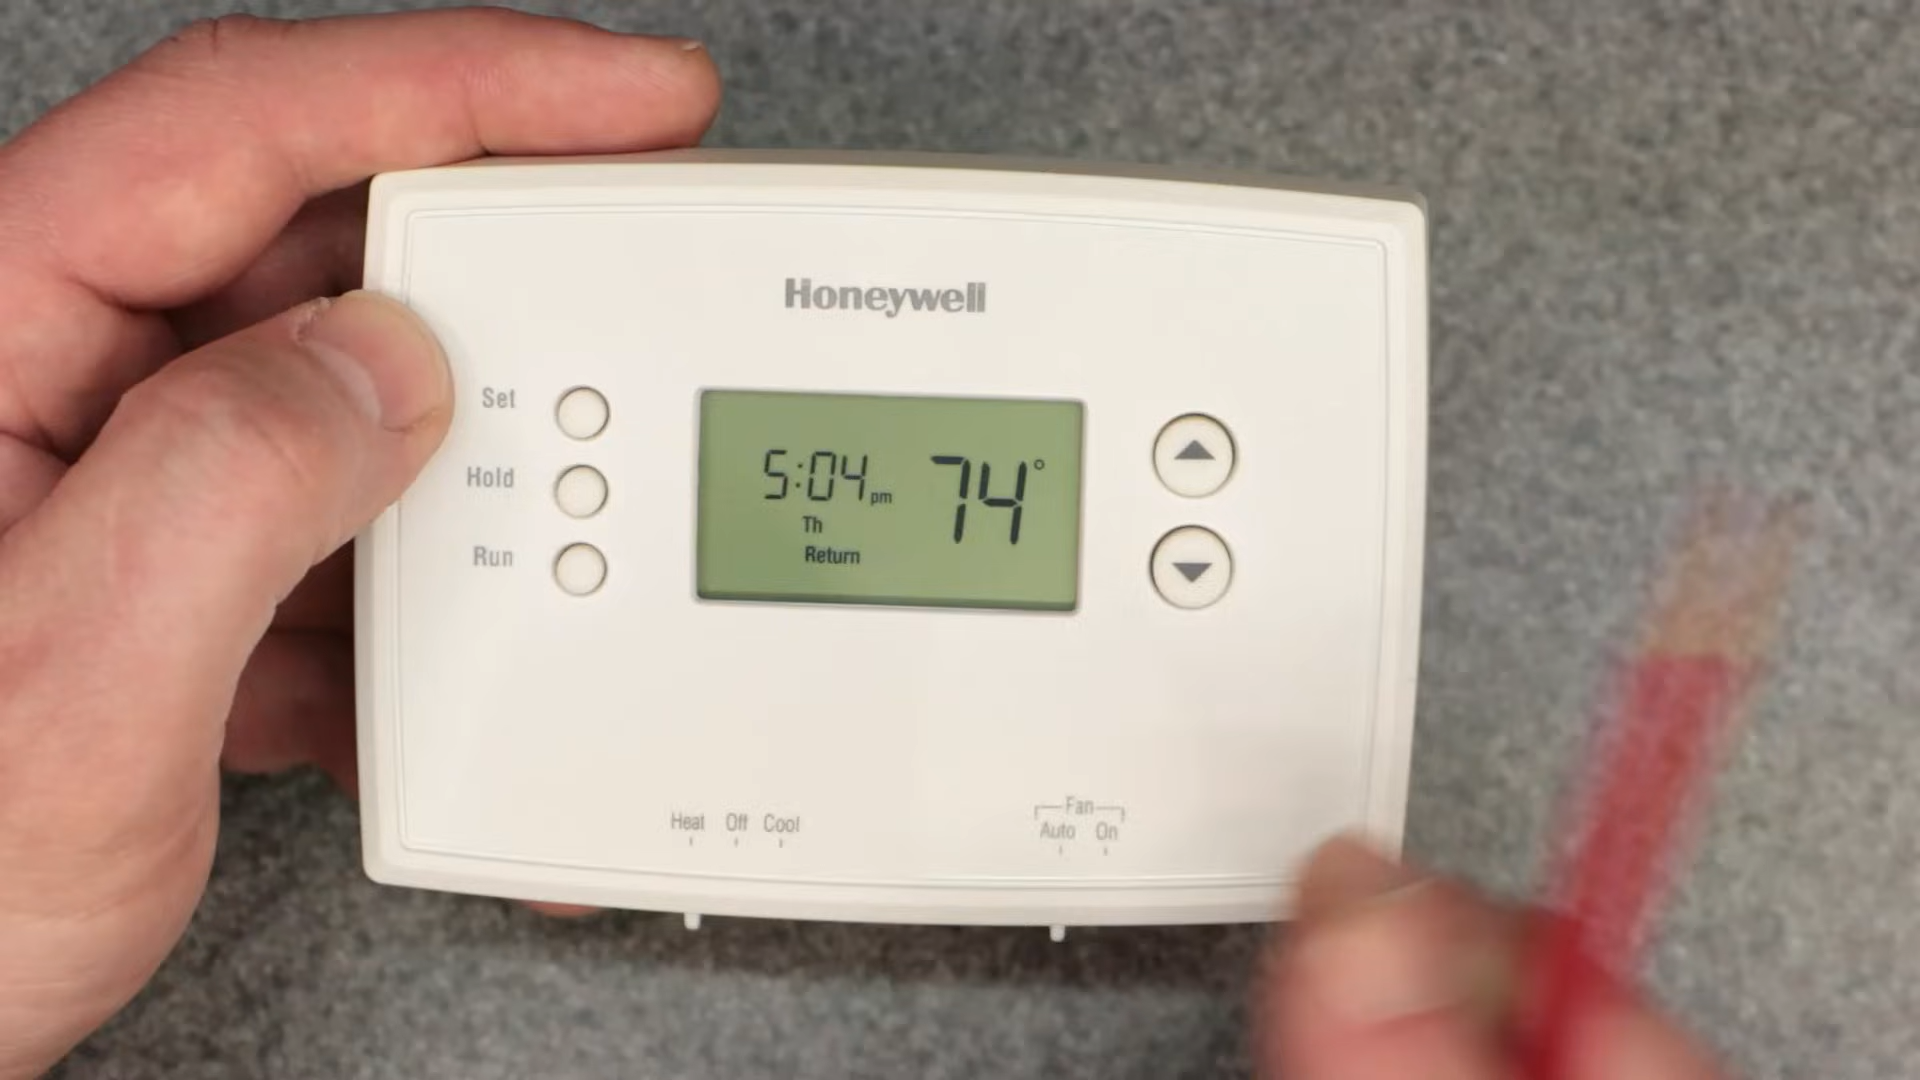 Honeywell
Set
Hold
Run
5:04 pm 74°
Th
Return
Heat Off Cool
Fan
Auto On